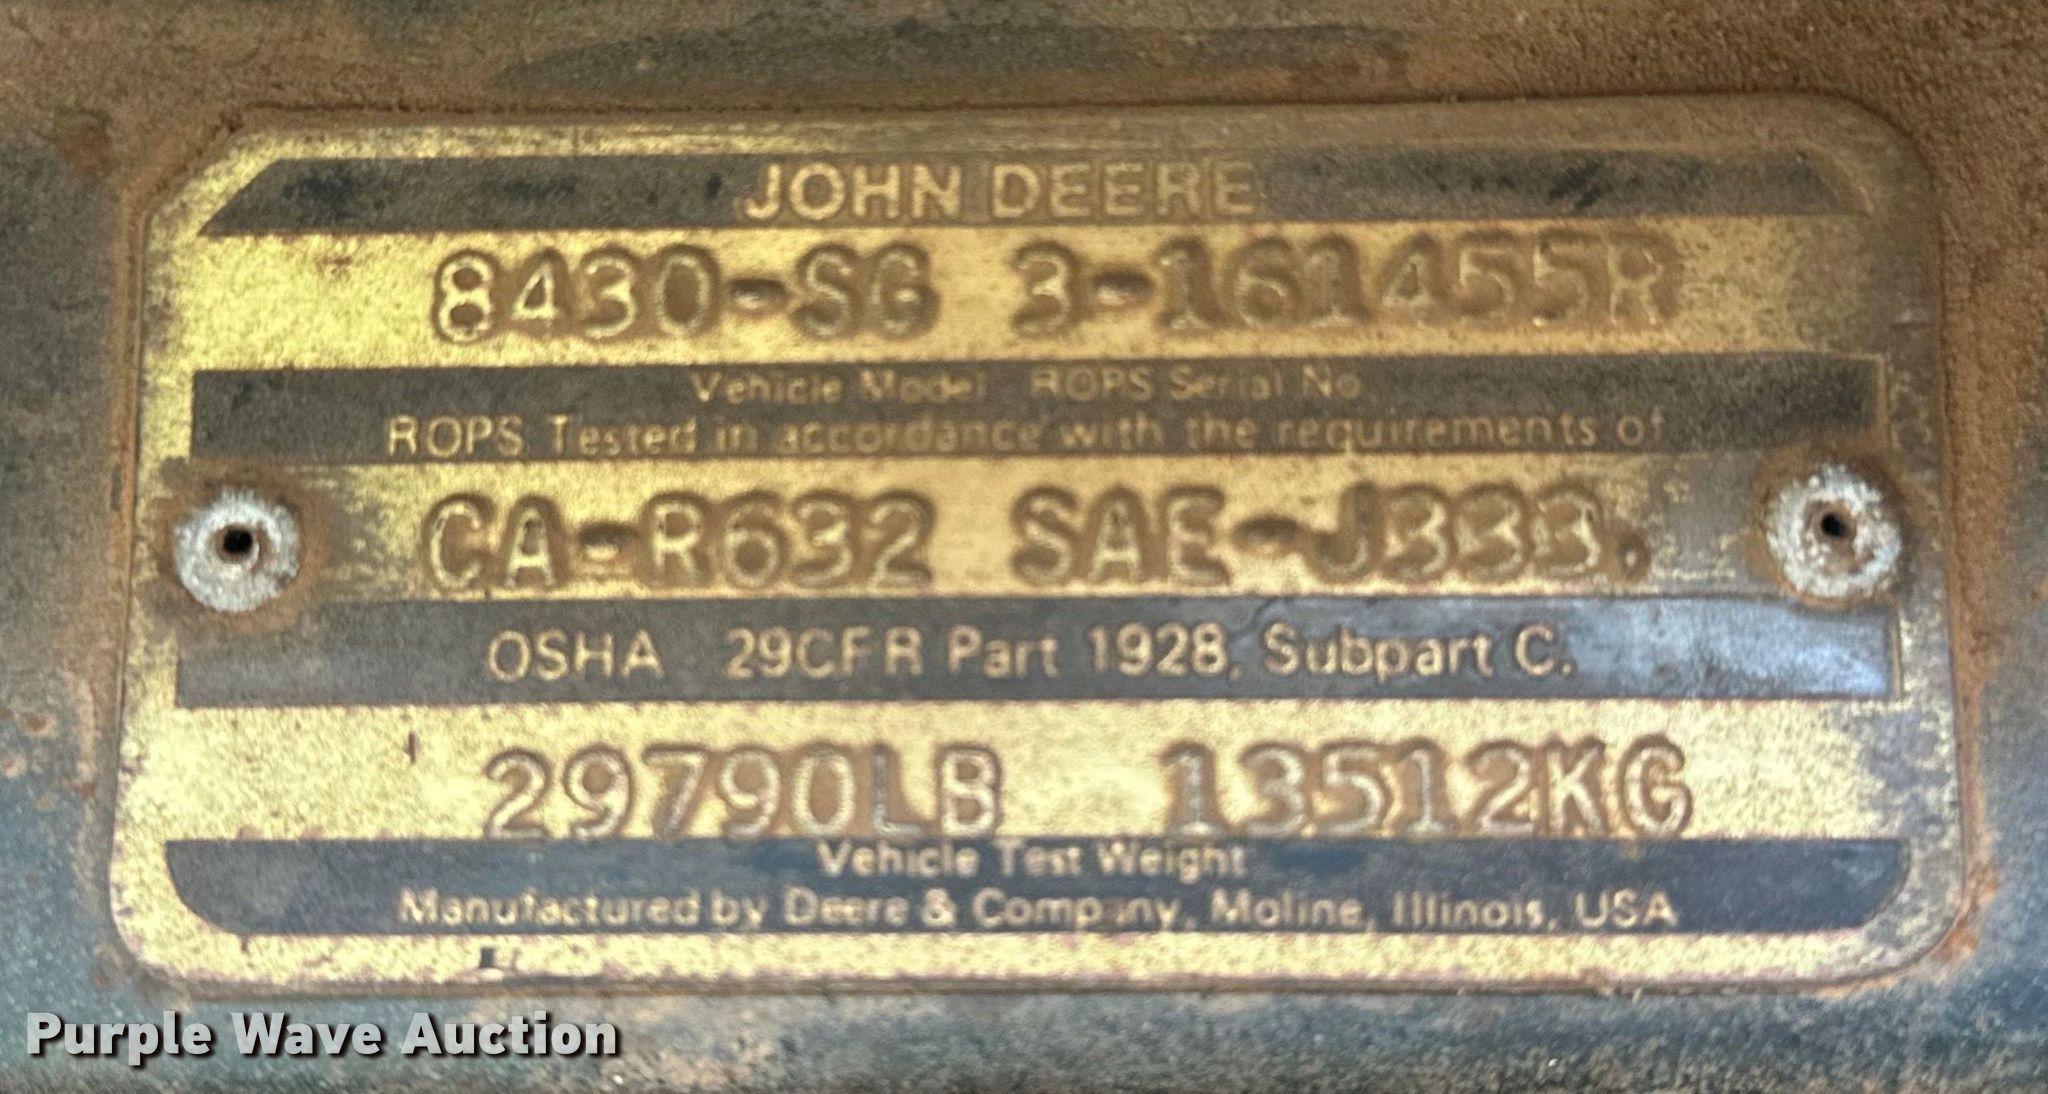 JOHN DEERE
8430-SG 3-161455R
Vehicle Model ROPS Serial No.
ROPS Tested in accordance with the requirements of
CA-R632 SAE-J333.
OSHA 29CFR Part 1928, Subpart C.
29790LB 13512KG
Vehicle Test Weight
Manufactured by Deere & Company, Moline, Illinois, USA
Purple Wave Auction